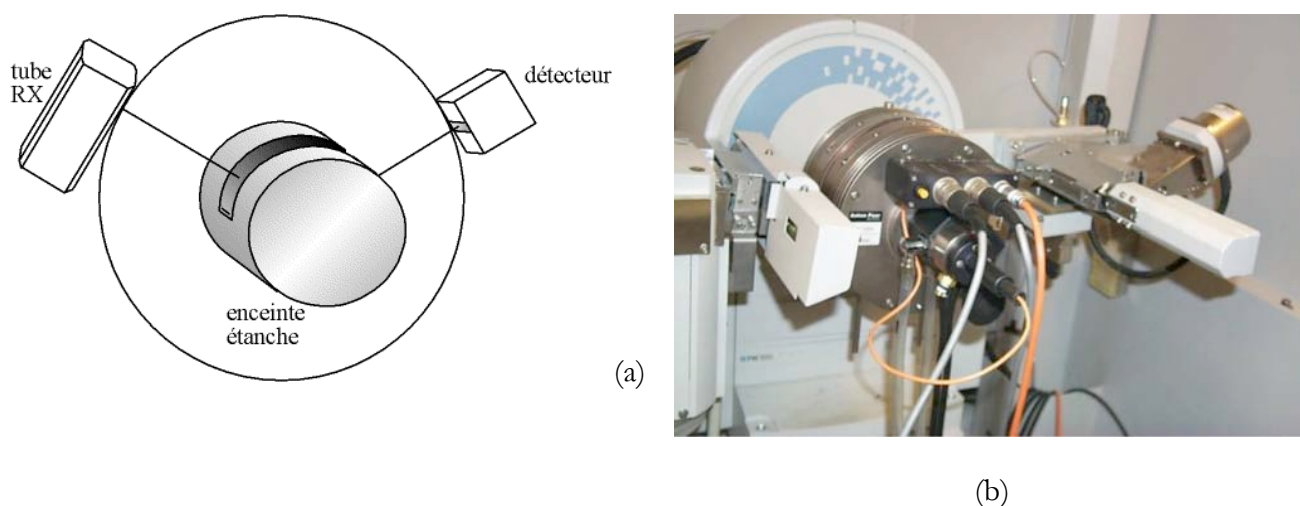 tube
RX
détecteur
enceinte
étanche
(a)
(b)